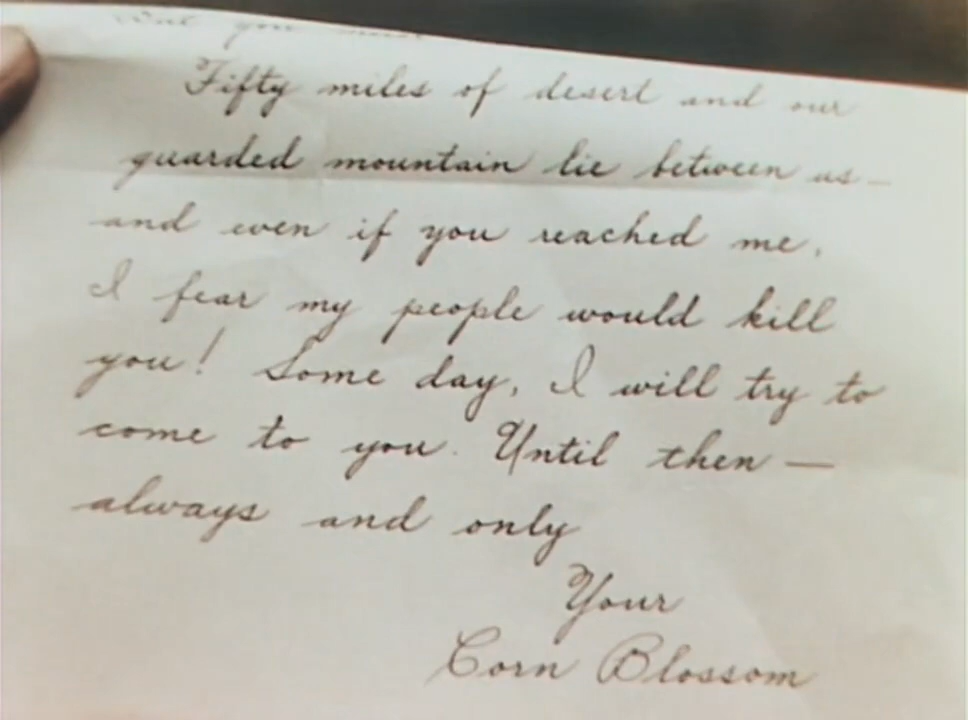 you
Fifty miles of desert and our
guarded mountain lie between us —
and even if you reached me,
I fear my people would kill
you! Some day, I will try to
come to you. Until then —
always and only
Your
Corn Blossom